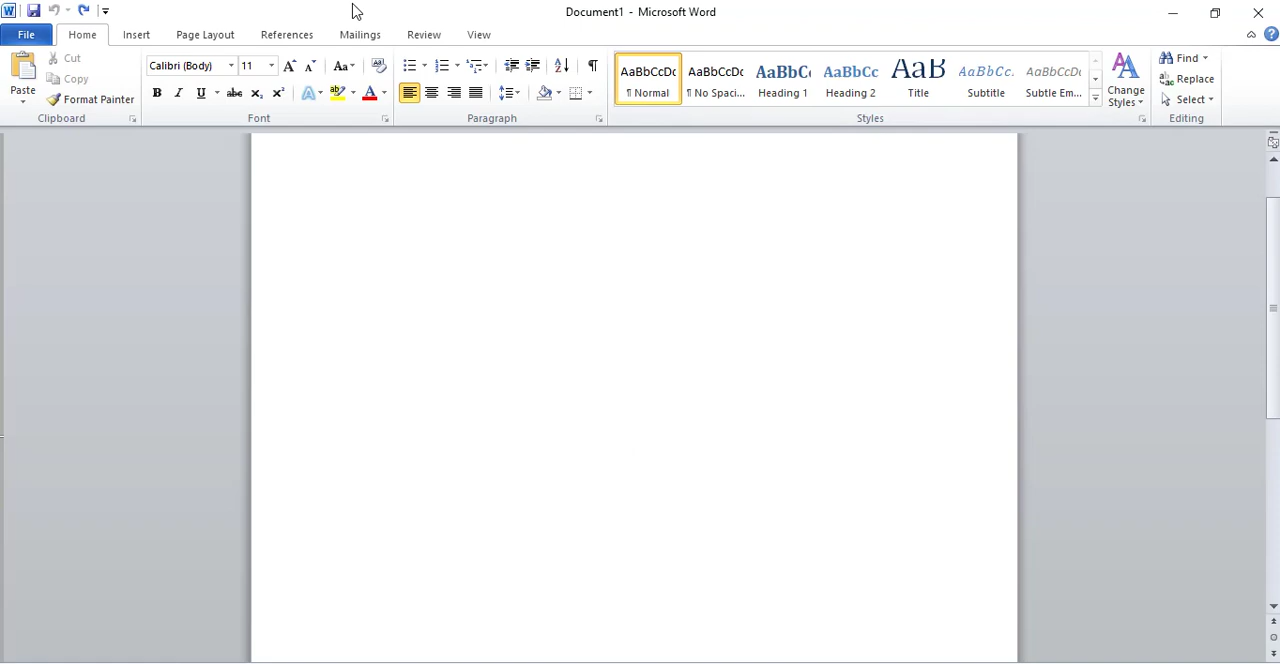 Document1 - Microsoft Word
File Home Insert Page Layout References Mailings Review View
Paste
Cut
Copy
Format Painter
Clipboard
Calibri (Body) 11
Font
Paragraph
AaBbCcDc AaBbCcDc AaBbCc AaBbCc AaB AaBbCc. AaBbCcDc
¶ Normal ¶ No Spaci... Heading 1 Heading 2 Title Subtitle Subtle Em...
Change
Styles
Styles
Find
Replace
Select
Editing